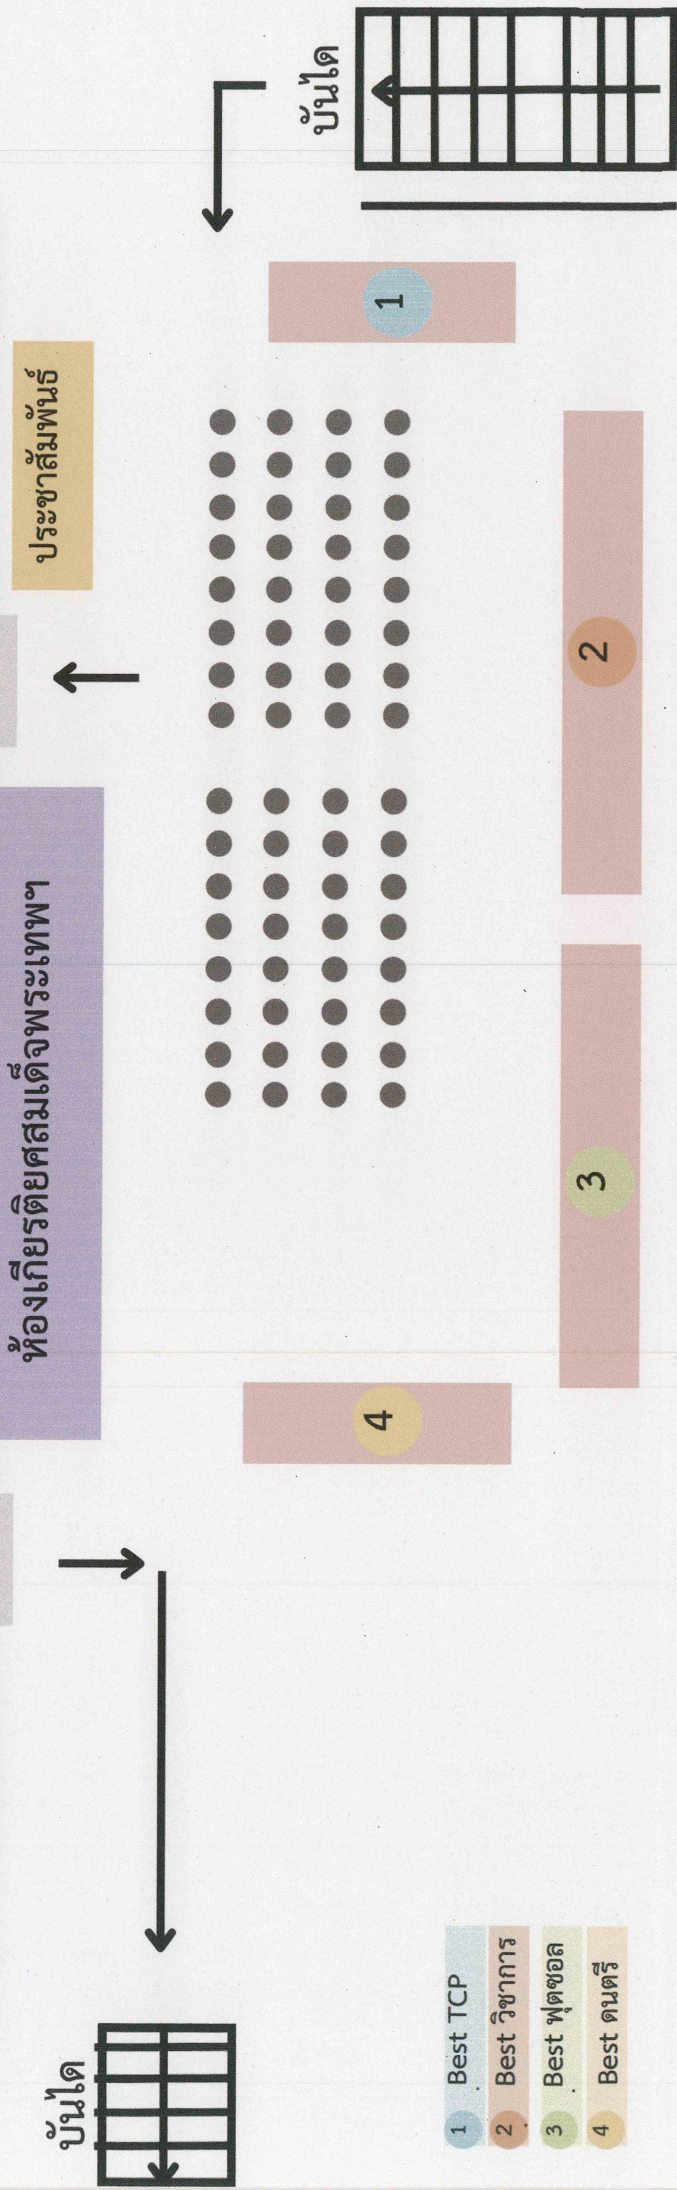 บันได
ห้องเกียรติยศสมเด็จพระเทพฯ
ประชาสัมพันธ์
บันได
4
3
2
1
1 Best TCP
2 Best วิชาการ
3 Best ฟุตซอล
4 Best ดนตรี